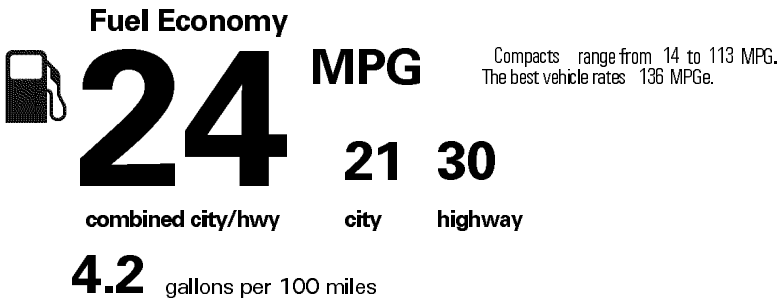 Fuel Economy
24 MPG
Compacts range from 14 to 113 MPG.
The best vehicle rates 136 MPGe.
21 30
combined city/hwy city highway
4.2 gallons per 100 miles